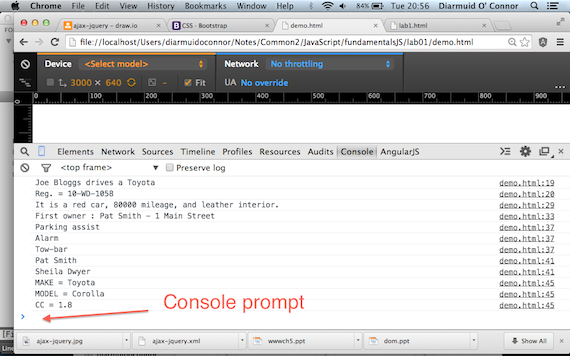 Chrome File Edit View History Bookmarks Window Help 84% Tue 20:56 Diarmuid O' Connor
ajax-jquery - draw.io CSS · Bootstrap demo.html lab1.html
file://localhost/Users/diarmuidoconnor/Notes/Common2/JavaScript/fundamentalsJS/lab01/demo.html
Device <Select model> Network No throttling
3000 × 640 Fit UA No override
0 100 200 300 400 500 600 700 800 900
Elements Network Sources Timeline Profiles Resources Audits Console AngularJS
<top frame> Preserve log
Joe Bloggs drives a Toyota demo.html:19
Reg. = 10-WD-1058 demo.html:20
It is a red car, 80000 mileage, and leather interior. demo.html:29
First owner : Pat Smith - 1 Main Street demo.html:33
Parking assist demo.html:37
Alarm demo.html:37
Tow-bar demo.html:37
Pat Smith demo.html:41
Sheila Dwyer demo.html:41
MAKE = Toyota demo.html:45
MODEL = Corolla demo.html:45
CC = 1.8 demo.html:45
Console prompt
ajax-jquery.jpg ajax-jquery.xml wwwch5.ppt dom.ppt Show All